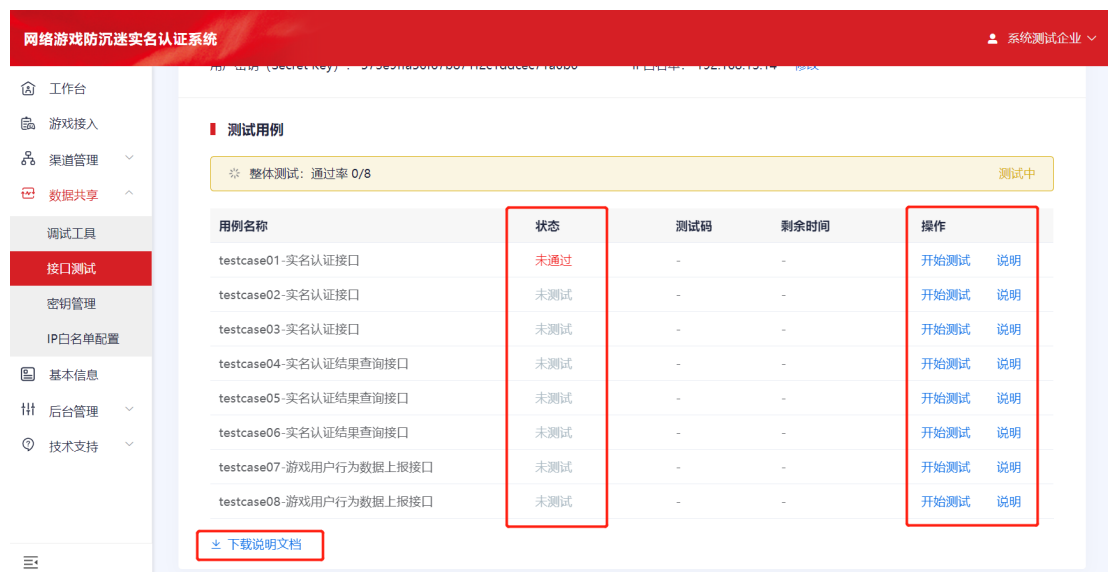 网络游戏防沉迷实名认证系统
系统测试企业
工作台
游戏接入
渠道管理
数据共享
调试工具
接口测试
密钥管理
IP白名单配置
基本信息
后台管理
技术支持
测试用例
整体测试：通过率 0/8 测试中
用例名称 状态 测试码 剩余时间 操作
testcase01-实名认证接口 未通过 - - 开始测试 说明
testcase02-实名认证接口 未测试 - - 开始测试 说明
testcase03-实名认证接口 未测试 - - 开始测试 说明
testcase04-实名认证结果查询接口 未测试 - - 开始测试 说明
testcase05-实名认证结果查询接口 未测试 - - 开始测试 说明
testcase06-实名认证结果查询接口 未测试 - - 开始测试 说明
testcase07-游戏用户行为数据上报接口 未测试 - - 开始测试 说明
testcase08-游戏用户行为数据上报接口 未测试 - - 开始测试 说明
下载说明文档